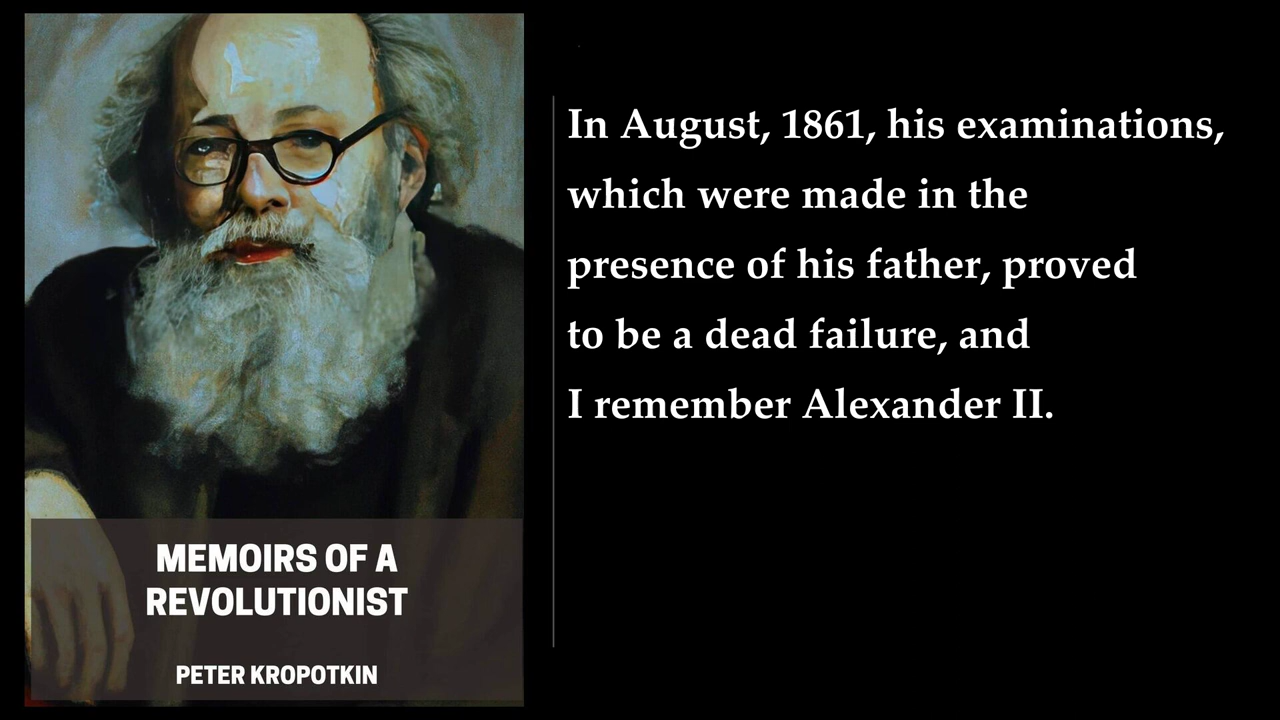 In August, 1861, his examinations,
which were made in the
presence of his father, proved
to be a dead failure, and
I remember Alexander II.
MEMOIRS OF A
REVOLUTIONIST
PETER KROPOTKIN